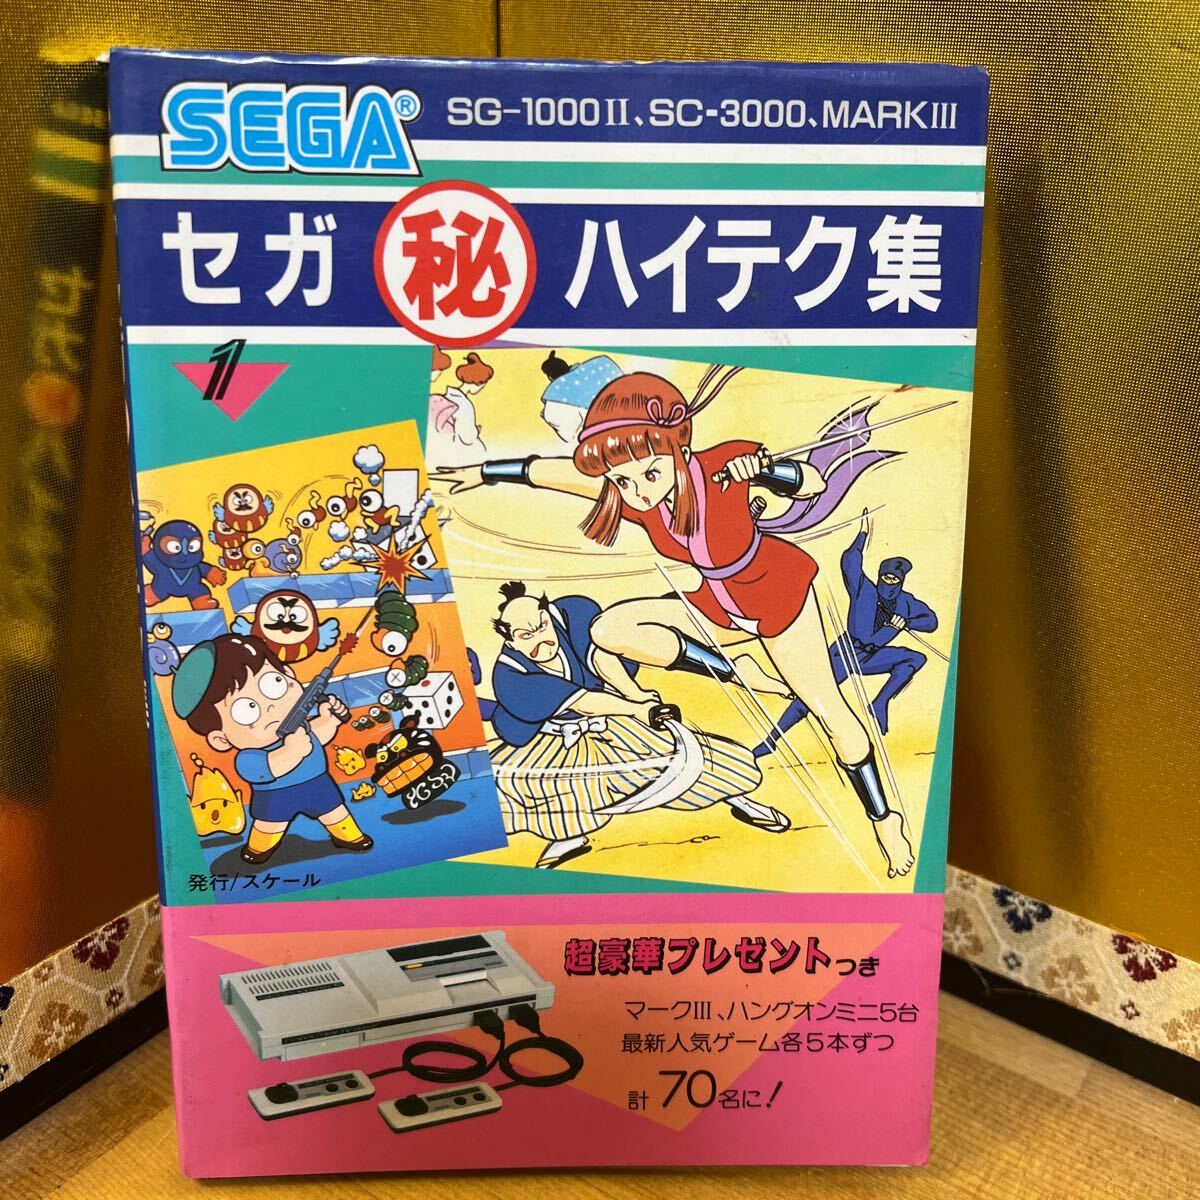 SEGA®
SG-1000II、SC-3000、MARKIII
セガ㊙ハイテク集
1
発行/スケール
超豪華プレゼントつき
マークIII、ハングオンミニ5台
最新人気ゲーム各5本ずつ
計70名に!